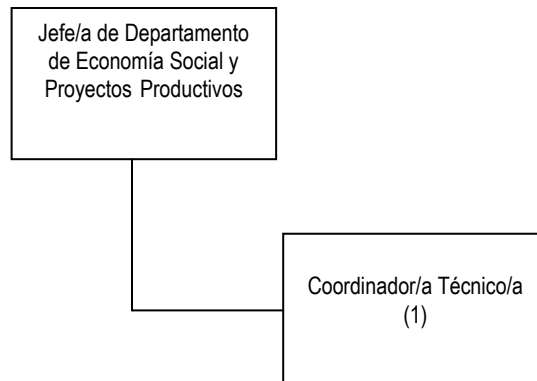 Jefe/a de Departamento
de Economía Social y
Proyectos Productivos
Coordinador/a Técnico/a
(1)